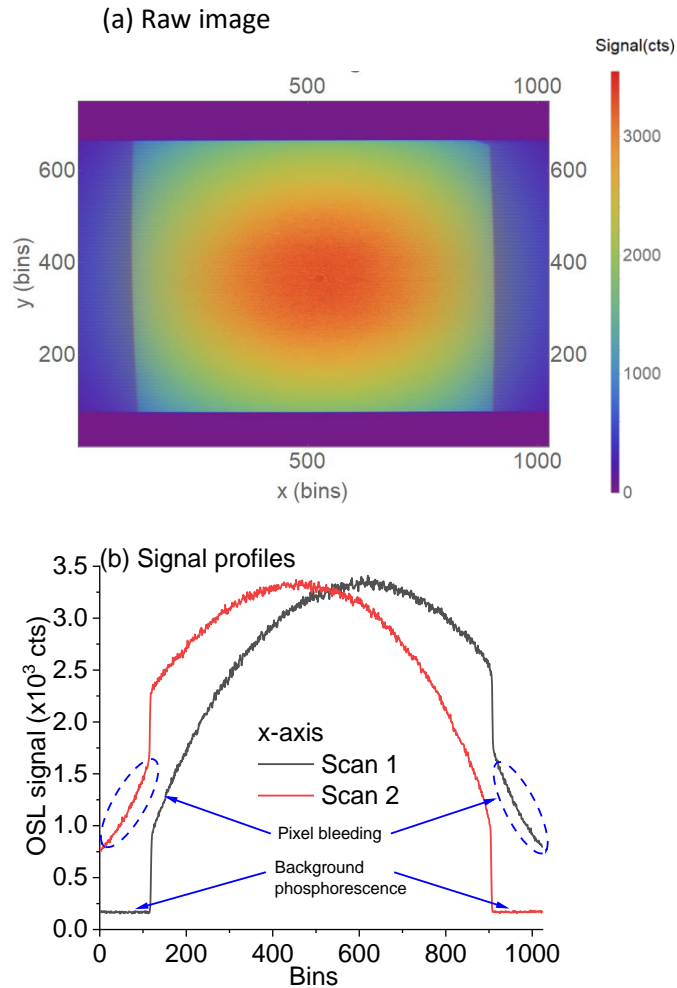 (a) Raw image
Signal(cts)
500
1000
600
600
3000
400
400
2000
200
200
1000
0
500
1000
y (bins)
x (bins)
(b) Signal profiles
3.5
3.0
2.5
2.0
1.5
1.0
0.5
0.0
OSL signal (x10³ cts)
x-axis
Scan 1
Scan 2
Pixel bleeding
Background
phosphorescence
0
200
400
600
800
1000
Bins